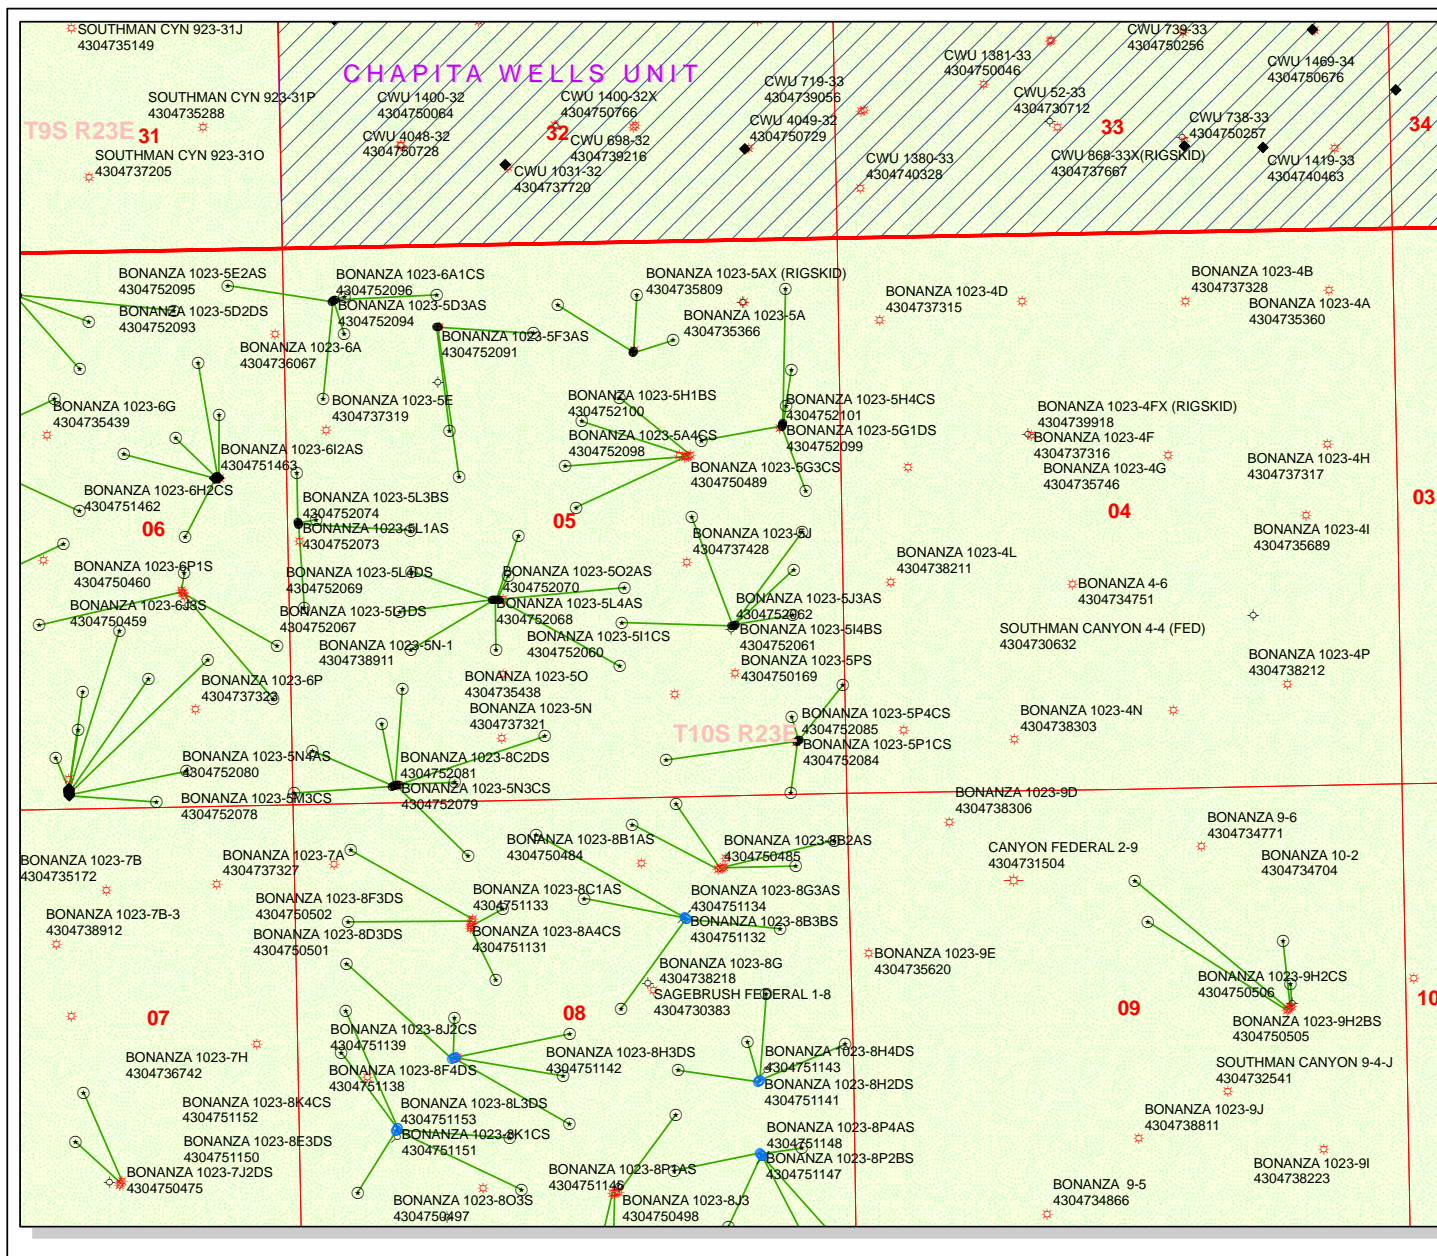 SOUTHMAN CYN 923-31J
4304735149
CHAPITA WELLS UNIT
SOUTHMAN CYN 923-31P
4304735288
T9S R23E
31
SOUTHMAN CYN 923-31O
4304737205
CWU 1400-32
4304750064
CWU 4048-32
4304750728
CWU 1400-32X
4304750766
32
CWU 698-32
4304739216
CWU 1031-32
4304737720
CWU 719-33
4304739056
CWU 4049-32
4304750729
CWU 1381-33
4304750046
CWU 52-33
4304730712
CWU 739-33
4304750256
CWU 1469-34
4304750676
33
CWU 738-33
4304750257
34
CWU 1380-33
4304740328
CWU 868-33X(RIGSKID)
4304737667
CWU 1419-33
4304740463
BONANZA 1023-5E2AS
4304752095
BONANZA 1023-5D2DS
4304752093
BONANZA 1023-6A1CS
4304752096
BONANZA 1023-5D3AS
4304752094
BONANZA 1023-5F3AS
4304752091
BONANZA 1023-6A
4304736067
BONANZA 1023-5AX (RIGSKID)
4304735809
BONANZA 1023-5A
4304735366
BONANZA 1023-4D
4304737315
BONANZA 1023-4B
4304737328
BONANZA 1023-4A
4304735360
BONANZA 1023-6G
4304735439
BONANZA 1023-5E
4304737319
BONANZA 1023-5H1BS
4304752100
BONANZA 1023-5A4CS
4304752098
BONANZA 1023-5H4CS
4304752101
BONANZA 1023-5G1DS
4304752099
BONANZA 1023-5G3CS
4304750489
BONANZA 1023-4FX (RIGSKID)
4304739918
BONANZA 1023-4F
4304737316
BONANZA 1023-4G
4304735746
BONANZA 1023-4H
4304737317
BONANZA 1023-6I2AS
4304751463
BONANZA 1023-6H2CS
4304751462
06
BONANZA 1023-5L3BS
4304752074
BONANZA 1023-5L1AS
4304752073
05
04
03
BONANZA 1023-4I
4304735689
BONANZA 1023-5J
4304737428
BONANZA 1023-4L
4304738211
BONANZA 1023-6P1S
4304750460
BONANZA 1023-6J3S
4304750459
4304752069
4304752067
BONANZA 1023-5O2AS
4304752070
BONANZA 1023-5L4AS
4304752068
BONANZA 1023-5J3AS
4304752062
BONANZA 1023-5I4BS
4304752061
BONANZA 1023-5I1CS
4304752060
BONANZA 1023-5N-1
4304738911
BONANZA 4-6
4304734751
SOUTHMAN CANYON 4-4 (FED)
4304730632
BONANZA 1023-4P
4304738212
BONANZA 1023-5PS
4304750169
BONANZA 1023-6P
4304737323
BONANZA 1023-5O
4304735438
BONANZA 1023-5N
4304737321
T10S R23E
BONANZA 1023-5P4CS
4304752085
BONANZA 1023-5P1CS
4304752084
BONANZA 1023-4N
4304738303
BONANZA 1023-5N4AS
4304752080
BONANZA 1023-5M3CS
4304752078
BONANZA 1023-8C2DS
4304752081
BONANZA 1023-5N3CS
4304752079
BONANZA 1023-9D
4304738306
BONANZA 9-6
4304734771
BONANZA 10-2
4304734704
CANYON FEDERAL 2-9
4304731504
BONANZA 1023-7B
4304735172
BONANZA 1023-7A
4304737327
BONANZA 1023-8B1AS
4304750484
BONANZA 1023-8B2AS
4304750485
BONANZA 1023-8F3DS
4304750502
BONANZA 1023-8D3DS
4304750501
BONANZA 1023-8C1AS
4304751133
BONANZA 1023-8A4CS
4304751131
BONANZA 1023-8G3AS
4304751134
BONANZA 1023-8B3BS
4304751132
BONANZA 1023-7B-3
4304738912
BONANZA 1023-8G
4304738218
SAGEBRUSH FEDERAL 1-8
4304730383
BONANZA 1023-9E
4304735620
BONANZA 1023-9H2CS
4304750506
BONANZA 1023-9H2BS
4304750505
07
08
09
10
BONANZA 1023-7H
4304736742
BONANZA 1023-8J2CS
4304751139
BONANZA 1023-8F4DS
4304751138
BONANZA 1023-8H3DS
4304751142
BONANZA 1023-8H4DS
4304751143
BONANZA 1023-8H2DS
4304751141
SOUTHMAN CANYON 9-4-J
4304732541
BONANZA 1023-8K4CS
4304751152
BONANZA 1023-8L3DS
4304751153
BONANZA 1023-8K1CS
4304751151
BONANZA 1023-8E3DS
4304751150
BONANZA 1023-7J2DS
4304750475
BONANZA 1023-8P4AS
4304751148
BONANZA 1023-8P2BS
4304751147
BONANZA 1023-8P1AS
4304751146
BONANZA 1023-9J
4304738811
BONANZA 1023-9I
4304738223
BONANZA 1023-8O3S
4304750497
BONANZA 1023-8J3
4304750498
BONANZA 9-5
4304734866